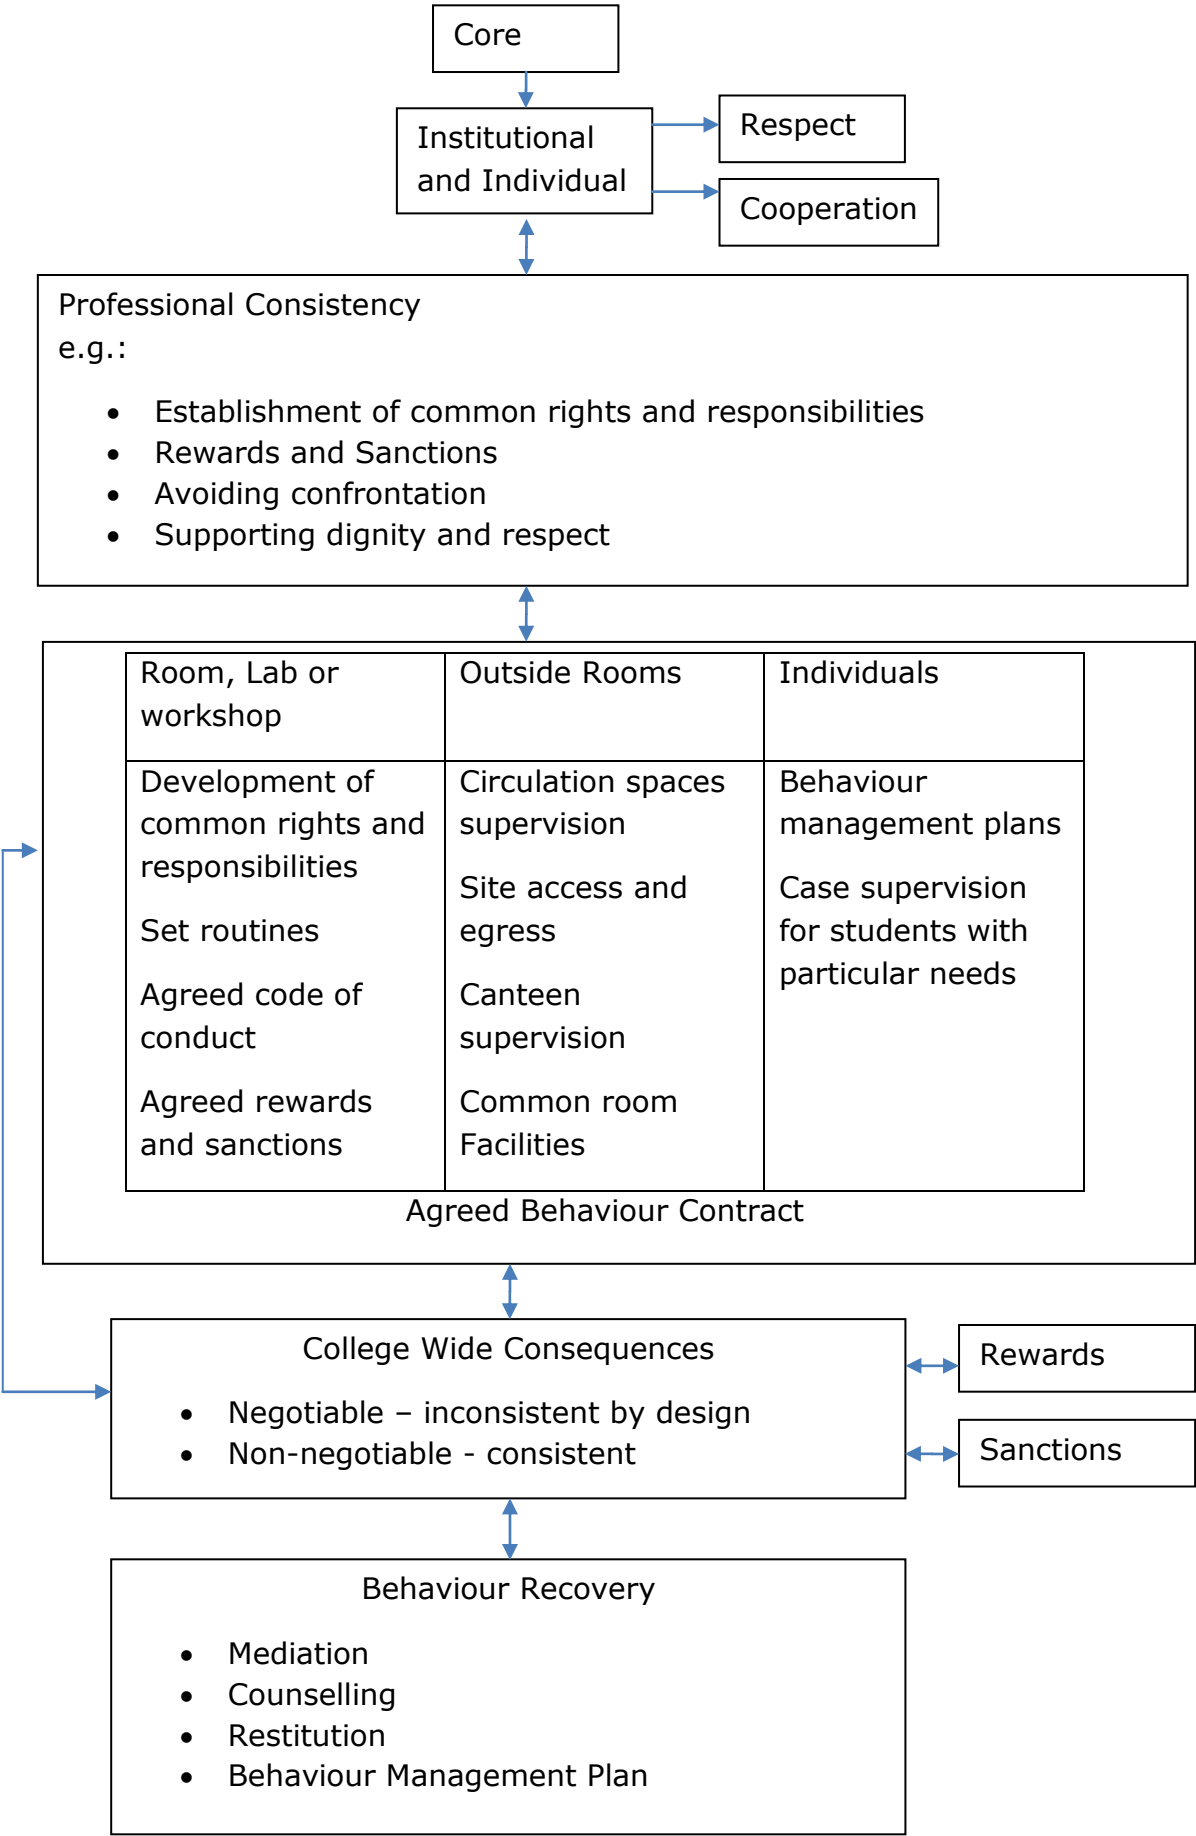 Core
Institutional
and Individual
Respect
Cooperation
Professional Consistency
e.g.:
• Establishment of common rights and responsibilities
• Rewards and Sanctions
• Avoiding confrontation
• Supporting dignity and respect
Room, Lab or
workshop
Outside Rooms
Individuals
Development of
common rights and
responsibilities
Set routines
Agreed code of
conduct
Agreed rewards
and sanctions
Circulation spaces
supervision
Site access and
egress
Canteen
supervision
Common room
Facilities
Behaviour
management plans
Case supervision
for students with
particular needs
Agreed Behaviour Contract
College Wide Consequences
• Negotiable – inconsistent by design
• Non-negotiable - consistent
Rewards
Sanctions
Behaviour Recovery
• Mediation
• Counselling
• Restitution
• Behaviour Management Plan